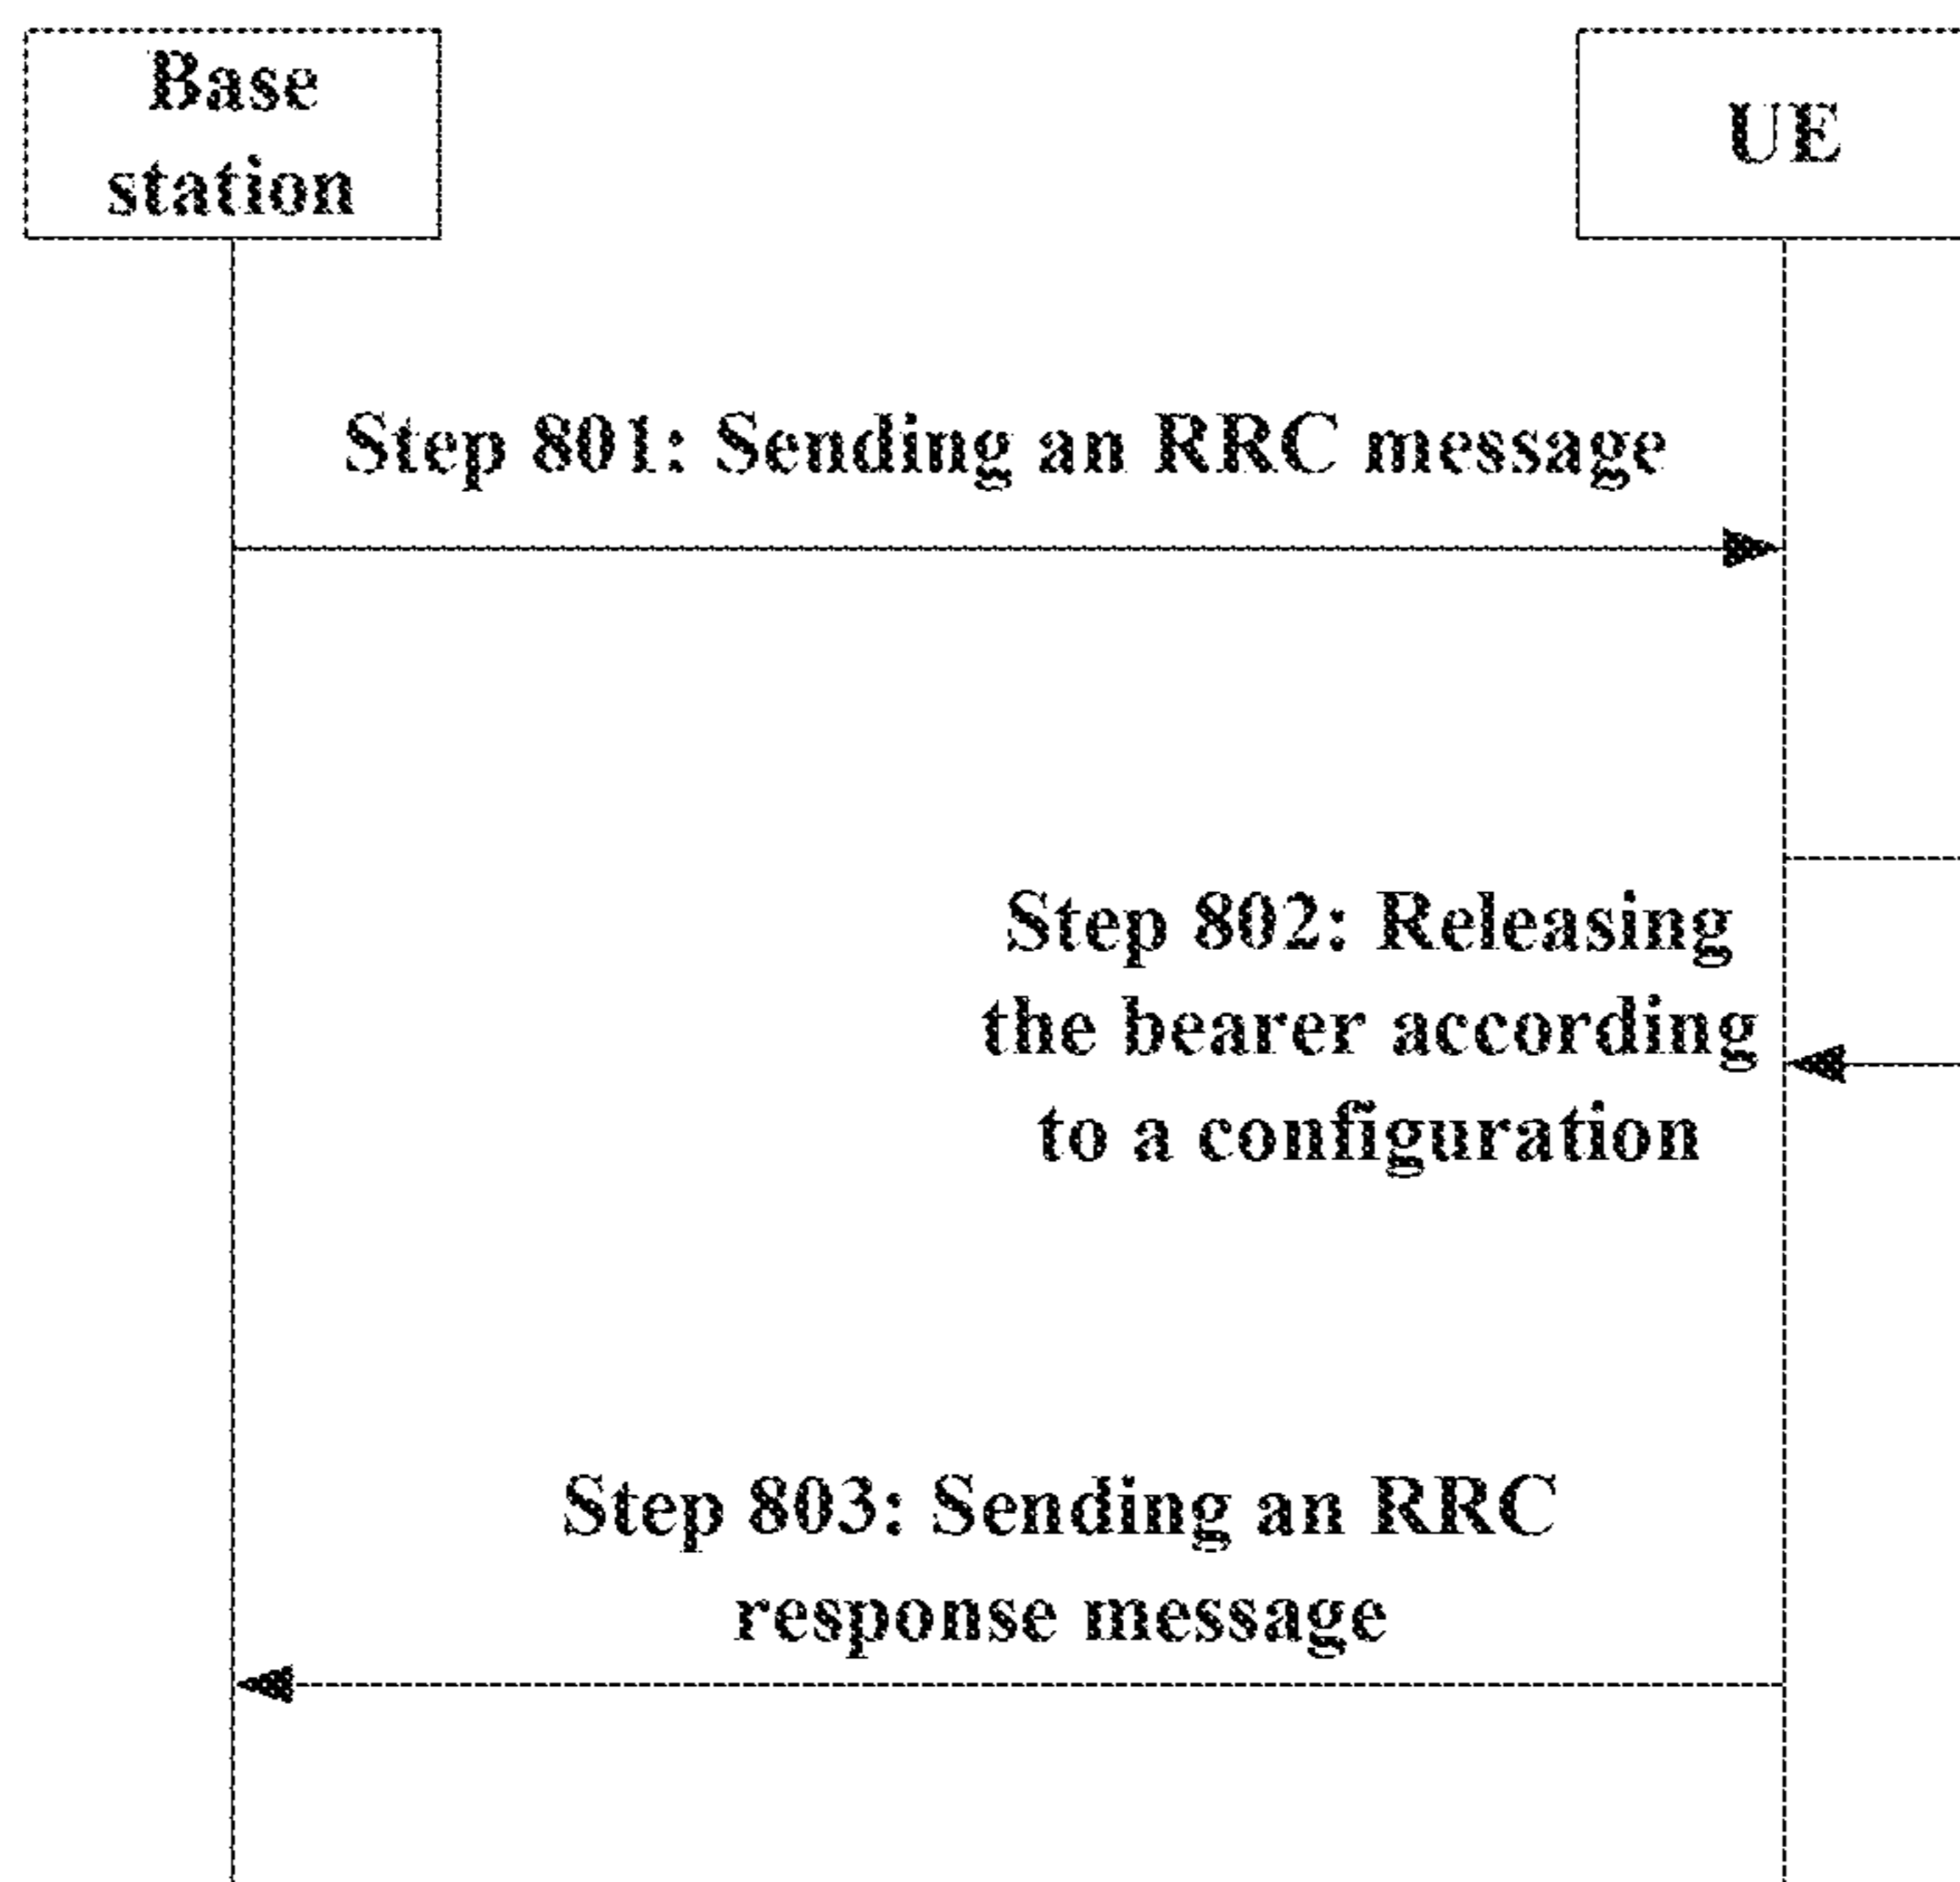 Base
station
UE
Step 801: Sending an RRC message
Step 802: Releasing
the bearer according
to a configuration
Step 803: Sending an RRC
response message